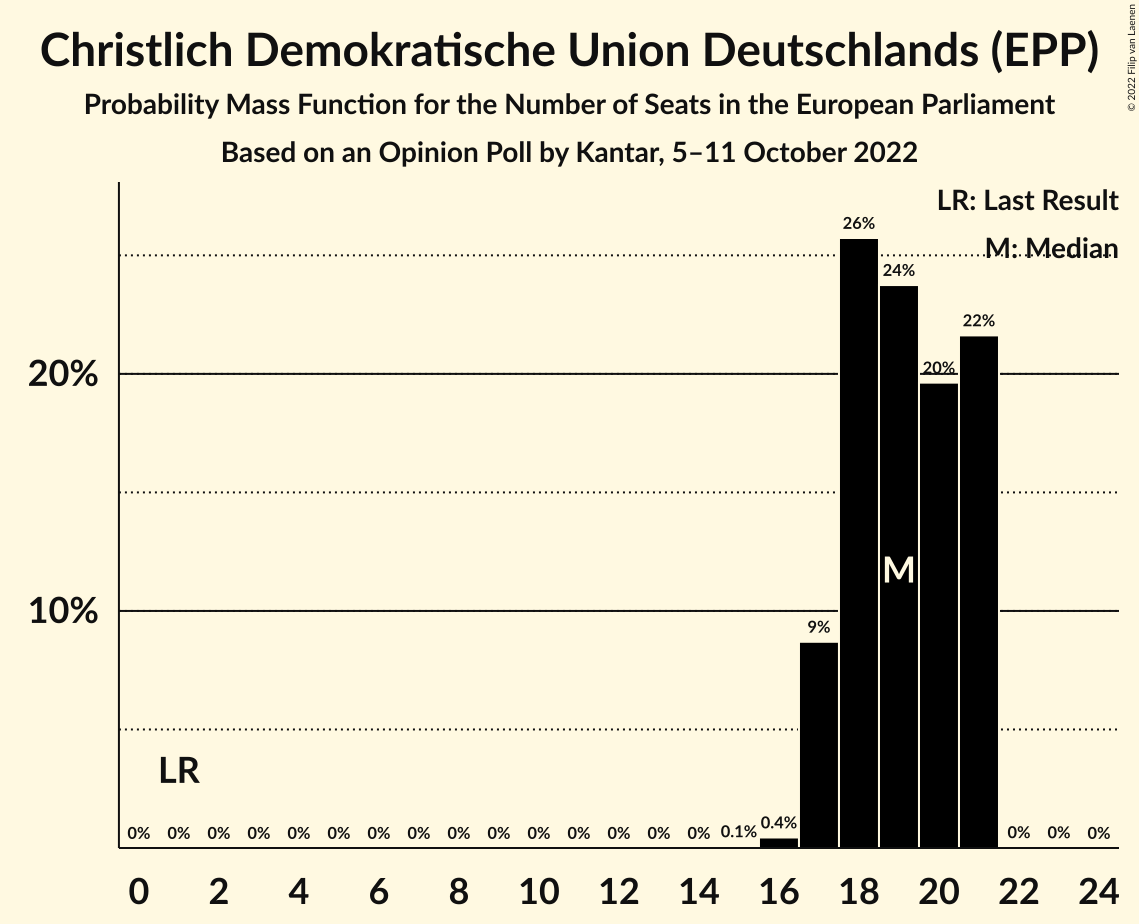 Christlich Demokratische Union Deutschlands (EPP)
Probability Mass Function for the Number of Seats in the European Parliament
Based on an Opinion Poll by Kantar, 5–11 October 2022
© 2022 Filip van Laenen
LR: Last Result
M: Median
26%
24%
22%
20%
20%
M
10%
9%
LR
0% 0% 0% 0% 0% 0% 0% 0% 0% 0% 0% 0% 0% 0% 0% 0.1% 0.4% 0% 0% 0%
0 2 4 6 8 10 12 14 16 18 20 22 24